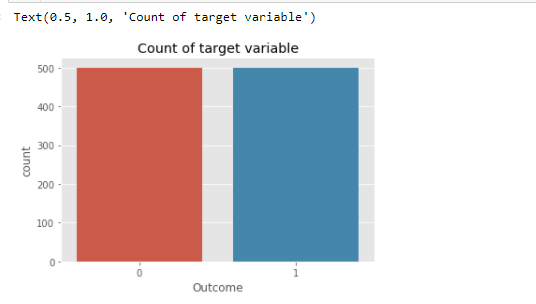 Text(0.5, 1.0, 'Count of target variable')
Count of target variable
500
400
300
200
100
0
count
0 1
Outcome